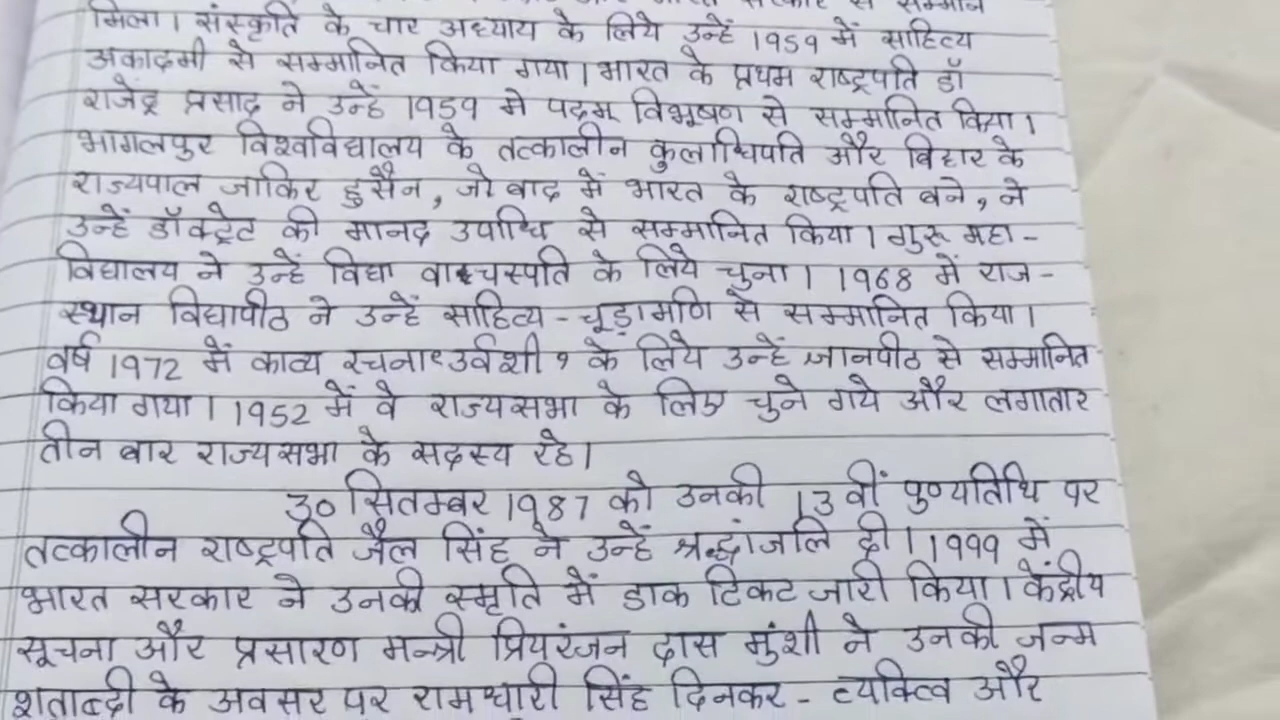 सरकार से सम्मान
मिला। संस्कृति के चार अध्याय के लिये उन्हें 1959 में साहित्य
अकादमी से सम्मानित किया गया। भारत के प्रथम राष्ट्रपति डॉ
राजेंद्र प्रसाद ने उन्हें 1959 मे पदम् विभूषण से सम्मानित किया।
भागलपुर विश्वविद्यालय के तत्कालीन कुलाधिपति और बिहार के
राज्यपाल जाकिर हुसैन, जो बाद में भारत के राष्ट्रपति बने, ने
उन्हें डॉक्ट्रेट की मानद उपाधि से सम्मानित किया। गुरू महा-
विद्यालय ने उन्हें विद्या वाचस्पति के लिये चुना। 1968 में राज-
स्थान विद्यापीठ ने उन्हें साहित्य-चूड़ामणि से सम्मानित किया।
वर्ष 1972 में काव्य रचना 'उर्वशी' के लिये उन्हें ज्ञानपीठ से सम्मानित
किया गया। 1952 में वे राज्यसभा के लिए चुने गये और लगातार
तीन बार राज्यसभा के सदस्य रहे।
30 सितम्बर 1987 को उनकी 13वीं पुण्यतिथि पर
तत्कालीन राष्ट्रपति जैल सिंह ने उन्हें श्रद्धांजलि दी। 1999 में
भारत सरकार ने उनकी स्मृति में डाक टिकट जारी किया। केंद्रीय
सूचना और प्रसारण मन्त्री प्रियरंजन दास मुंशी ने उनकी जन्म
शताब्दी के अवसर पर रामधारी सिंह दिनकर - व्यक्तित्व और